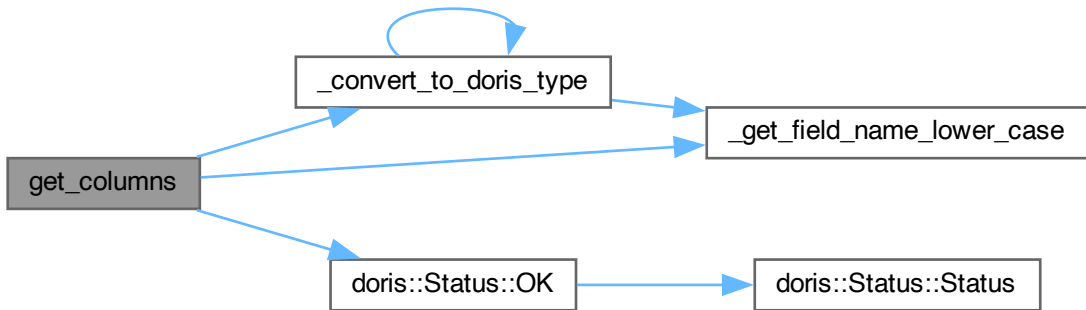 _convert_to_doris_type
_get_field_name_lower_case
get_columns
doris::Status::OK
doris::Status::Status